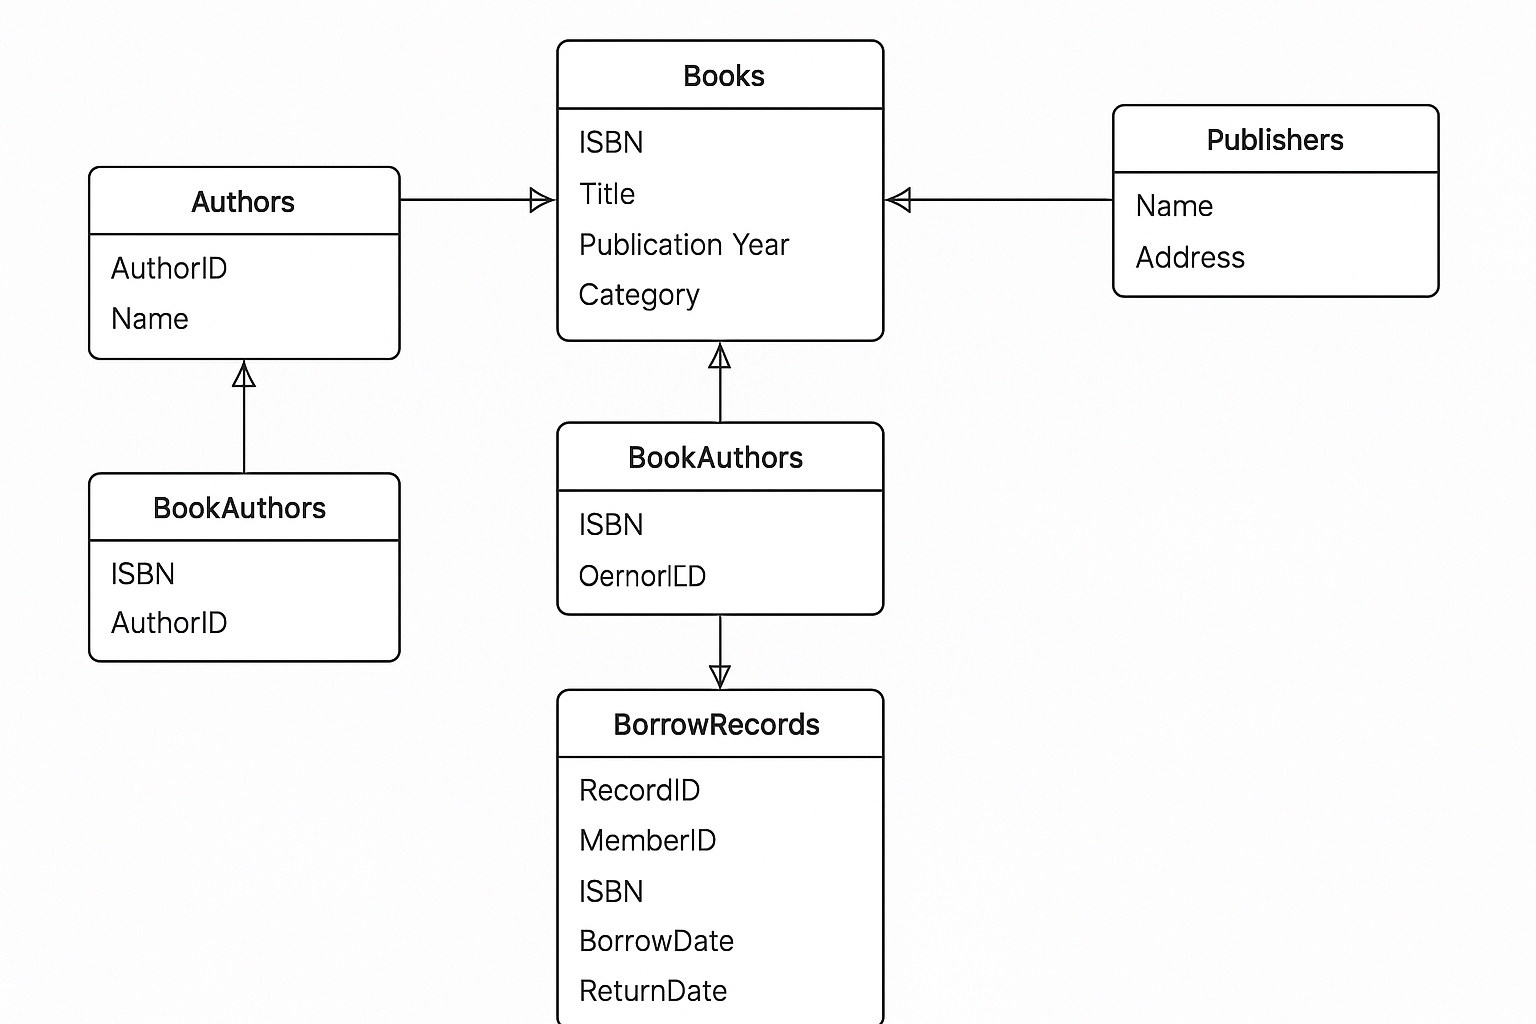 Books
ISBN
Title
Publication Year
Category
Authors
AuthorID
Name
Publishers
Name
Address
BookAuthors
ISBN
AuthorID
BookAuthors
ISBN
BorrowRecords
RecordID
MemberID
ISBN
BorrowDate
ReturnDate